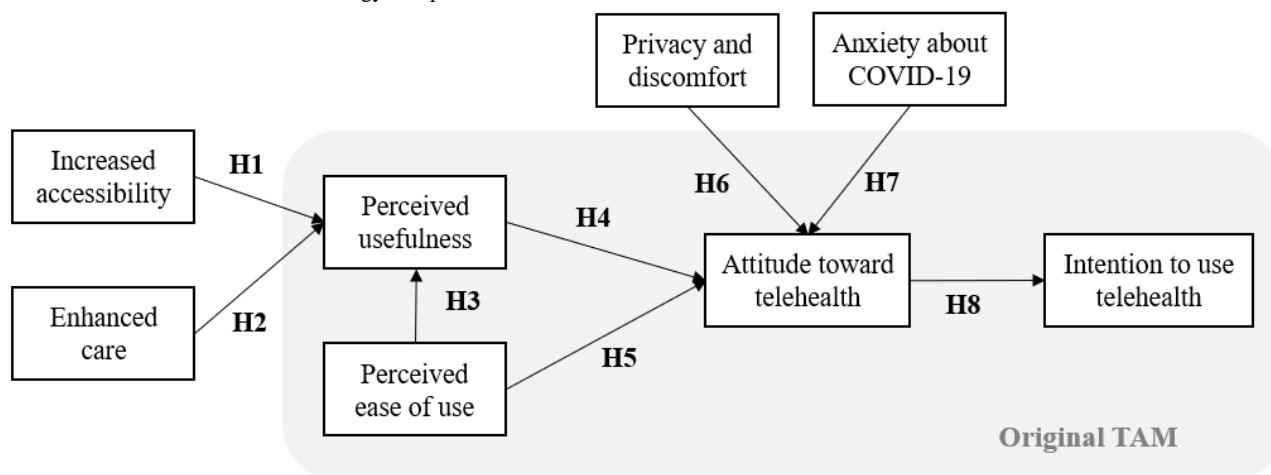 Privacy and
discomfort
Anxiety about
COVID-19
Increased
accessibility
H1
H6
H7
Perceived
usefulness
H4
Attitude toward
telehealth
Intention to use
telehealth
H8
Enhanced
care
H2
H3
H5
Perceived
ease of use
Original TAM